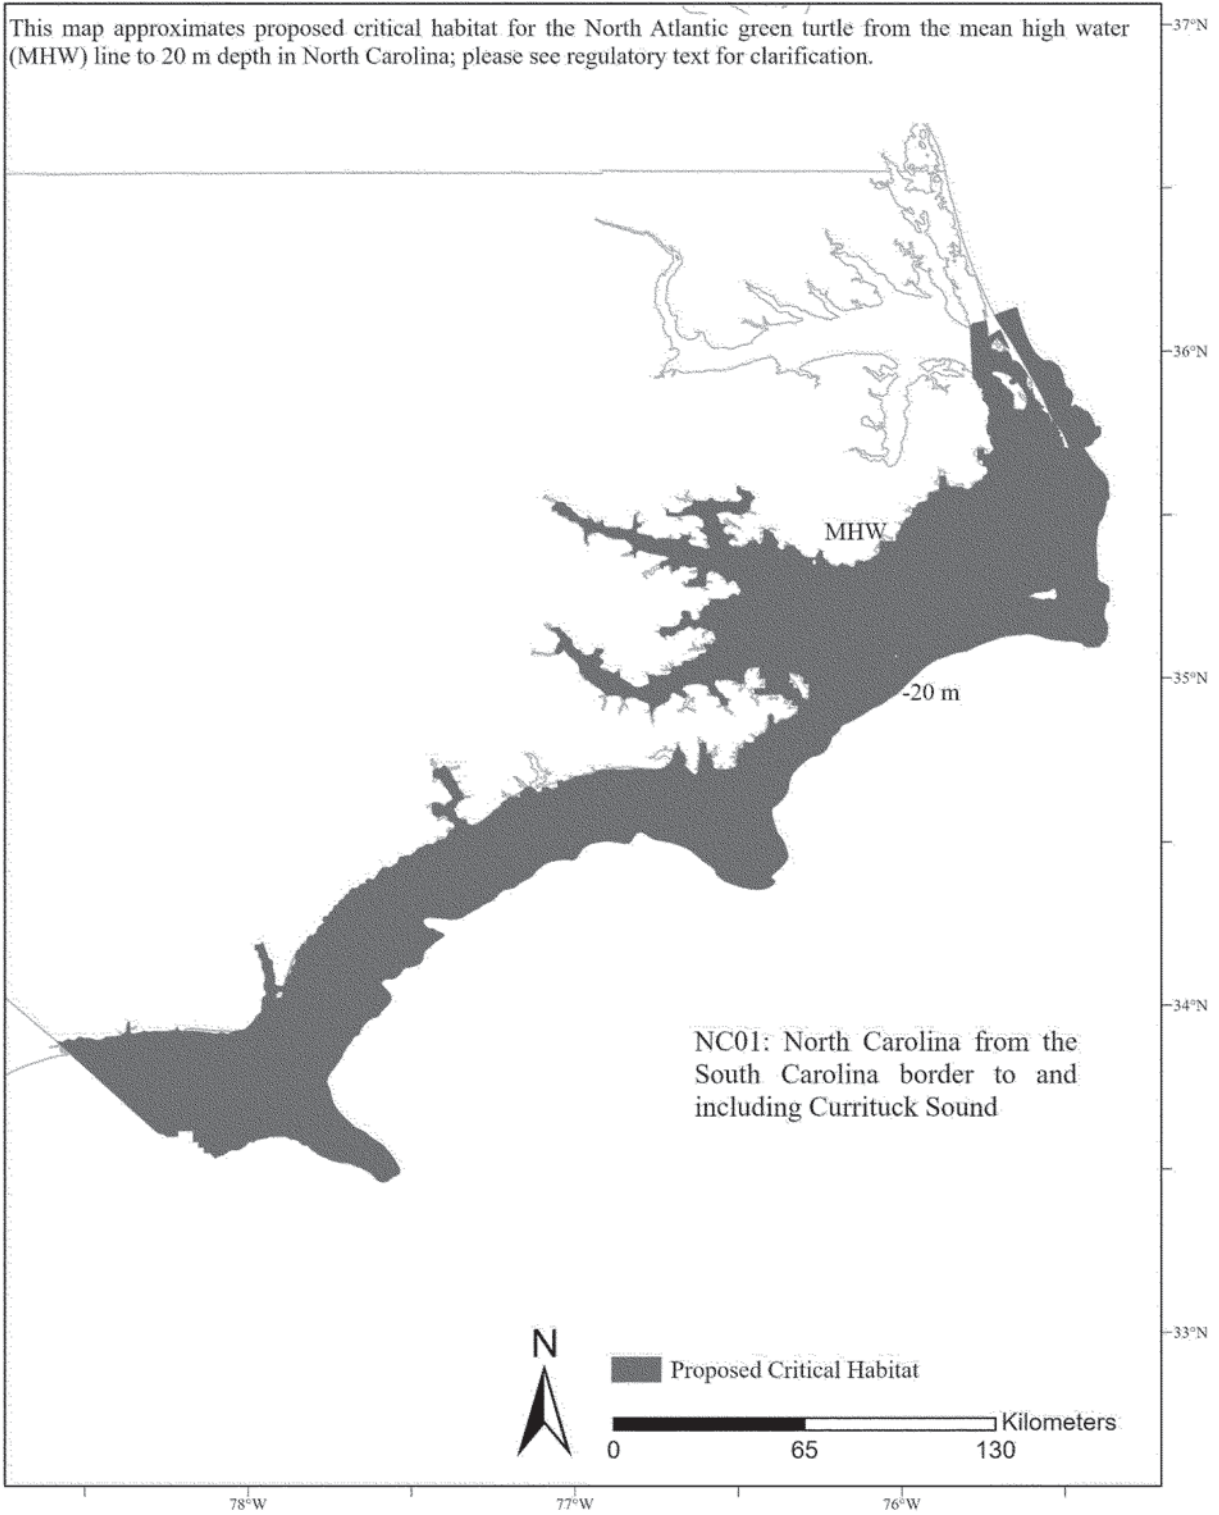 This map approximates proposed critical habitat for the North Atlantic green turtle from the mean high water
(MHW) line to 20 m depth in North Carolina; please see regulatory text for clarification.
37°N
36°N
MHW
35°N
-20 m
34°N
NC01: North Carolina from the
South Carolina border to and
including Currituck Sound
33°N
N
Proposed Critical Habitat
Kilometers
0 65 130
78°W 77°W 76°W